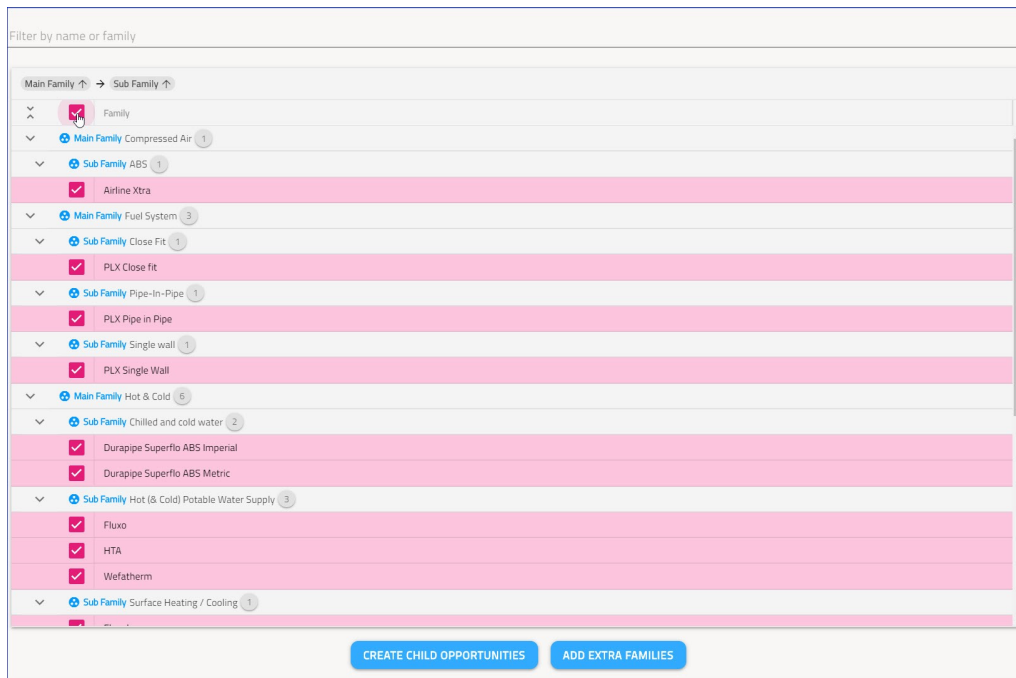 Filter by name or family
Main Family ↑ → Sub Family ↑
Family
Main Family Compressed Air 1
Sub Family ABS 1
Airline Xtra
Main Family Fuel System 3
Sub Family Close Fit 1
PLX Close fit
Sub Family Pipe-In-Pipe 1
PLX Pipe in Pipe
Sub Family Single wall 1
PLX Single Wall
Main Family Hot & Cold 6
Sub Family Chilled and cold water 2
Durapipe Superflo ABS Imperial
Durapipe Superflo ABS Metric
Sub Family Hot (& Cold) Potable Water Supply 3
Fluxo
HTA
Wefatherm
Sub Family Surface Heating / Cooling 1
CREATE CHILD OPPORTUNITIES ADD EXTRA FAMILIES